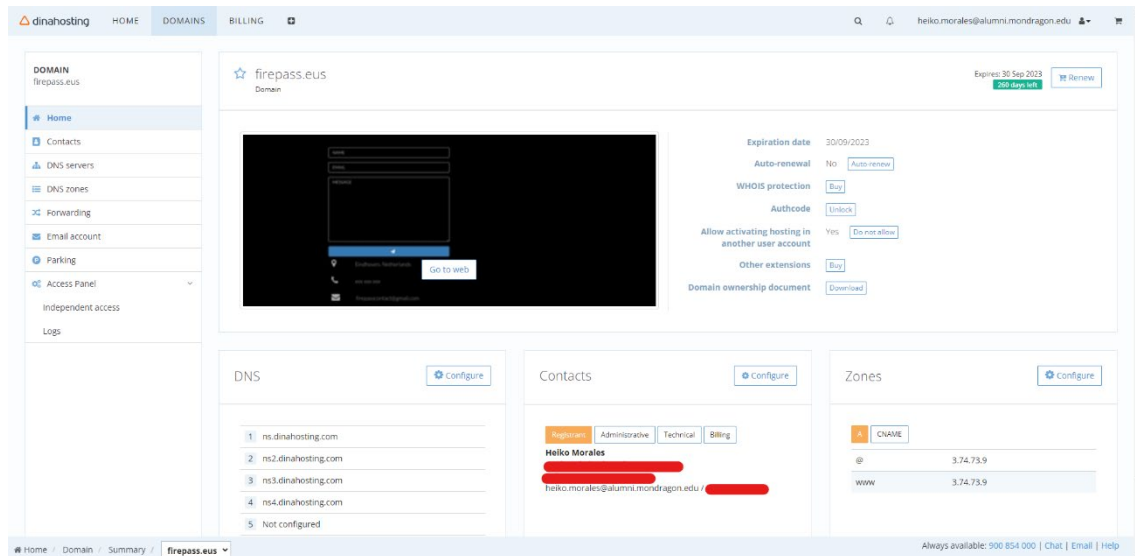 dinahosting HOME DOMAINS BILLING heiko.morales@alumni.mondragon.edu
DOMAIN
firepass.eus
Home
Contacts
DNS servers
DNS zones
Forwarding
Email account
Parking
Access Panel
Independent access
Logs
firepass.eus
Domain
Expires: 30 Sep 2023
260 days left
Renew
NAME
EMAIL
MESSAGE
Eindhoven, Netherlands
Go to web
Expiration date 30/09/2023
Auto-renewal No Auto-renew
WHOIS protection Buy
Authcode Unlock
Allow activating hosting in another user account Yes Do not allow
Other extensions Buy
Domain ownership document Download
DNS Configure
1 ns.dinahosting.com
2 ns2.dinahosting.com
3 ns3.dinahosting.com
4 ns4.dinahosting.com
5 Not configured
Contacts Configure
Registrant Administrative Technical Billing
Heiko Morales
heiko.morales@alumni.mondragon.edu /
Zones Configure
A CNAME
@ 3.74.73.9
www 3.74.73.9
Home / Domain / Summary / firepass.eus
Always available: 900 854 000 | Chat | Email | Help